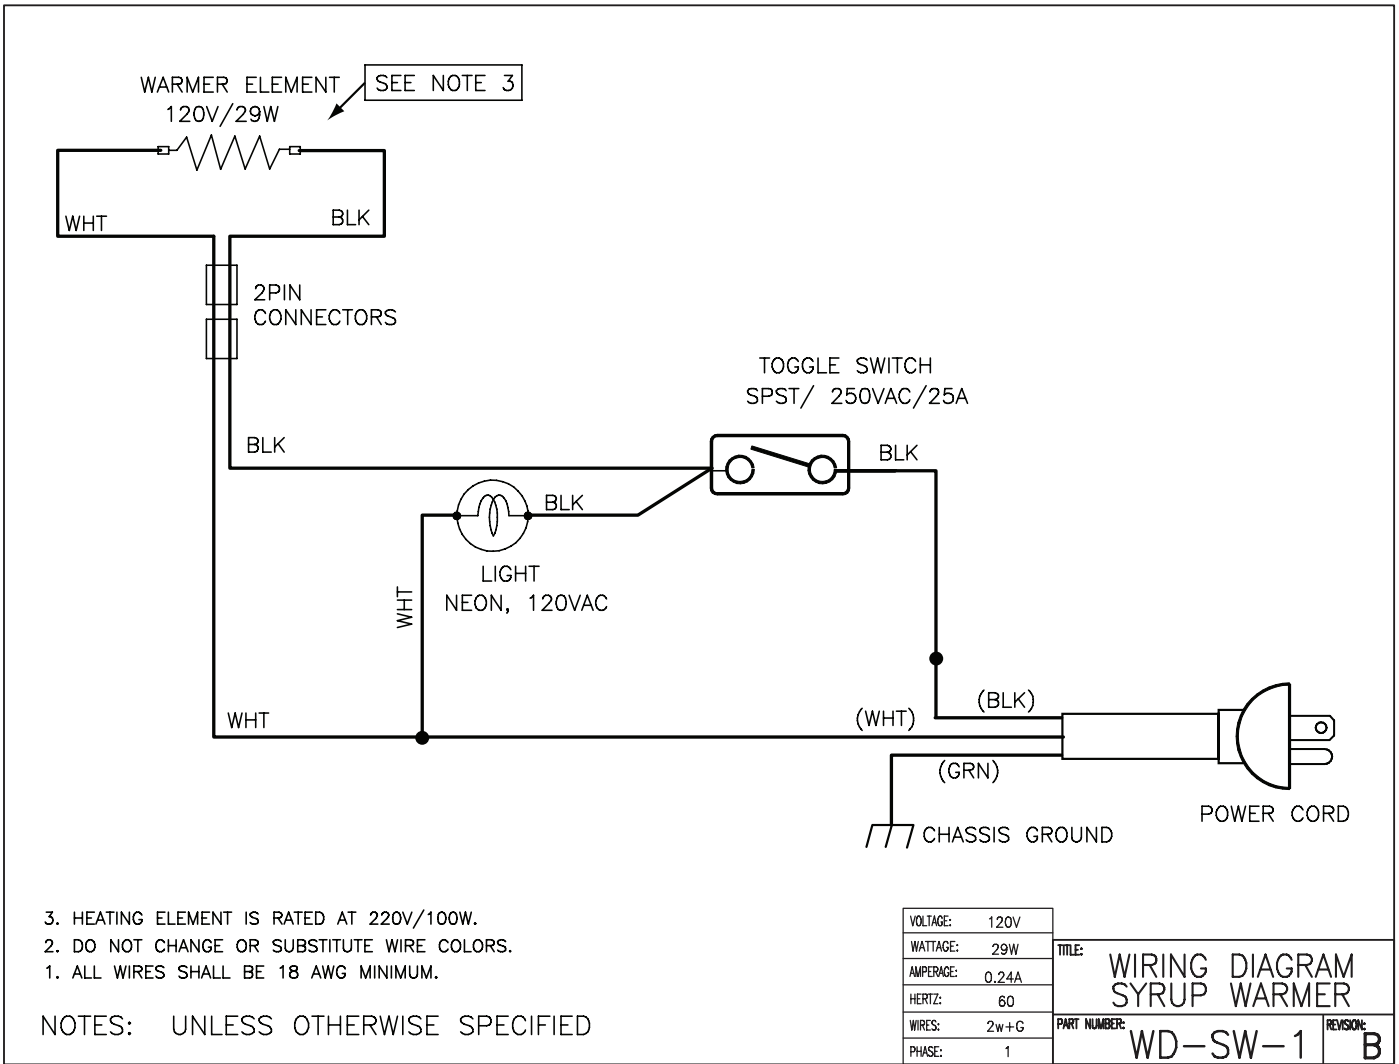 WARMER ELEMENT
120V/29W
SEE NOTE 3
WHT
BLK
2PIN
CONNECTORS
TOGGLE SWITCH
SPST/ 250VAC/25A
BLK
BLK
BLK
LIGHT
NEON, 120VAC
WHT
WHT
(WHT)
(BLK)
(GRN)
POWER CORD
CHASSIS GROUND
3. HEATING ELEMENT IS RATED AT 220V/100W.
2. DO NOT CHANGE OR SUBSTITUTE WIRE COLORS.
1. ALL WIRES SHALL BE 18 AWG MINIMUM.
NOTES: UNLESS OTHERWISE SPECIFIED
VOLTAGE: 120V
WATTAGE: 29W
AMPERAGE: 0.24A
HERTZ: 60
WIRES: 2w+G
PHASE: 1
TITLE:
WIRING DIAGRAM
SYRUP WARMER
PART NUMBER:
WD-SW-1
REVISION:
B